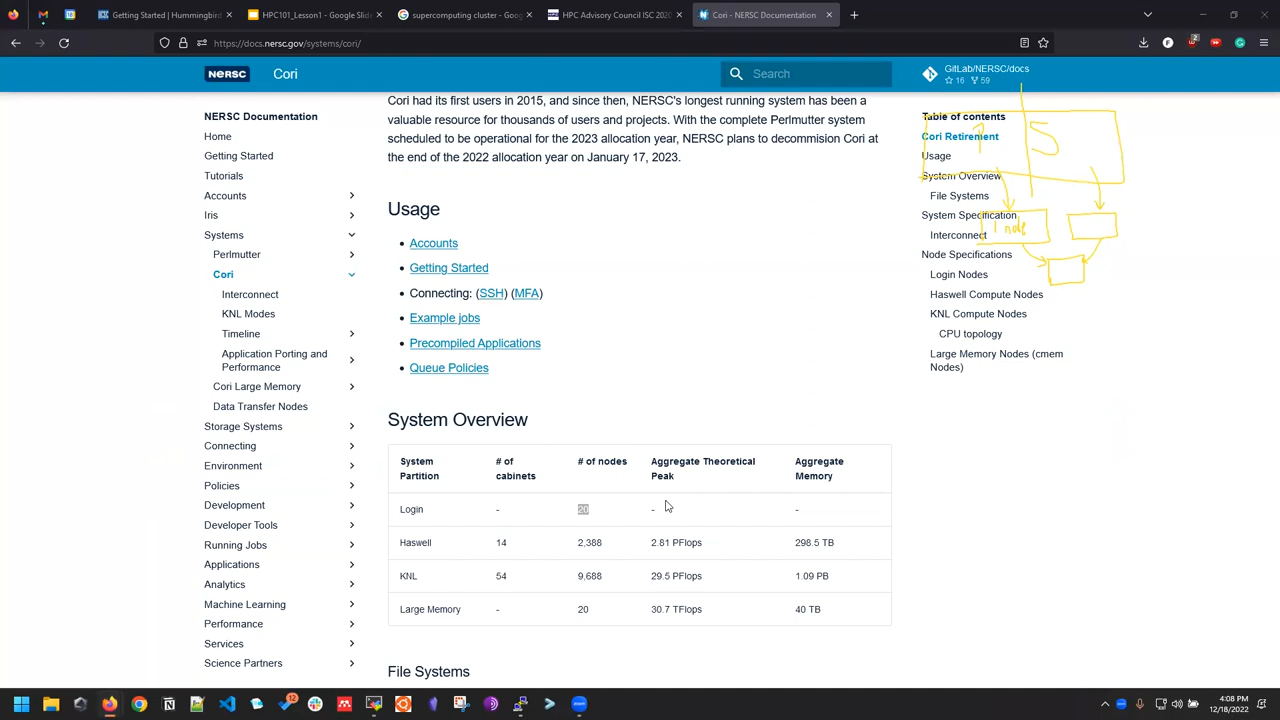 Getting Started | Hummingbird
HPC101_Lesson1 - Google Slid
supercomputing cluster - Goo
HPC Advisory Council ISC 202
Cori - NERSC Documentation
https://docs.nersc.gov/systems/cori/
NERSC
Cori
Search
GitLab/NERSC/docs
16 59
NERSC Documentation
Home
Getting Started
Tutorials
Accounts
Iris
Systems
Perlmutter
Cori
Interconnect
KNL Modes
Timeline
Application Porting and
Performance
Cori Large Memory
Data Transfer Nodes
Storage Systems
Connecting
Environment
Policies
Development
Developer Tools
Running Jobs
Applications
Analytics
Machine Learning
Performance
Services
Science Partners
Cori had its first users in 2015, and since then, NERSC's longest running system has been a
valuable resource for thousands of users and projects. With the complete Perlmutter system
scheduled to be operational for the 2023 allocation year, NERSC plans to decommision Cori at
the end of the 2022 allocation year on January 17, 2023.
Usage
Accounts
Getting Started
Connecting: (SSH) (MFA)
Example jobs
Precompiled Applications
Queue Policies
System Overview
System Partition # of cabinets # of nodes Aggregate Theoretical Peak Aggregate Memory
Login - 20 - -
Haswell 14 2,388 2.81 PFlops 298.5 TB
KNL 54 9,688 29.5 PFlops 1.09 PB
Large Memory - 20 30.7 TFlops 40 TB
File Systems
Table of contents
Cori Retirement
Usage
System Overview
File Systems
System Specification
Interconnect
Node Specifications
Login Nodes
Haswell Compute Nodes
KNL Compute Nodes
CPU topology
Large Memory Nodes (cmem
Nodes)
S
1 node
12
4:08 PM
12/18/2022